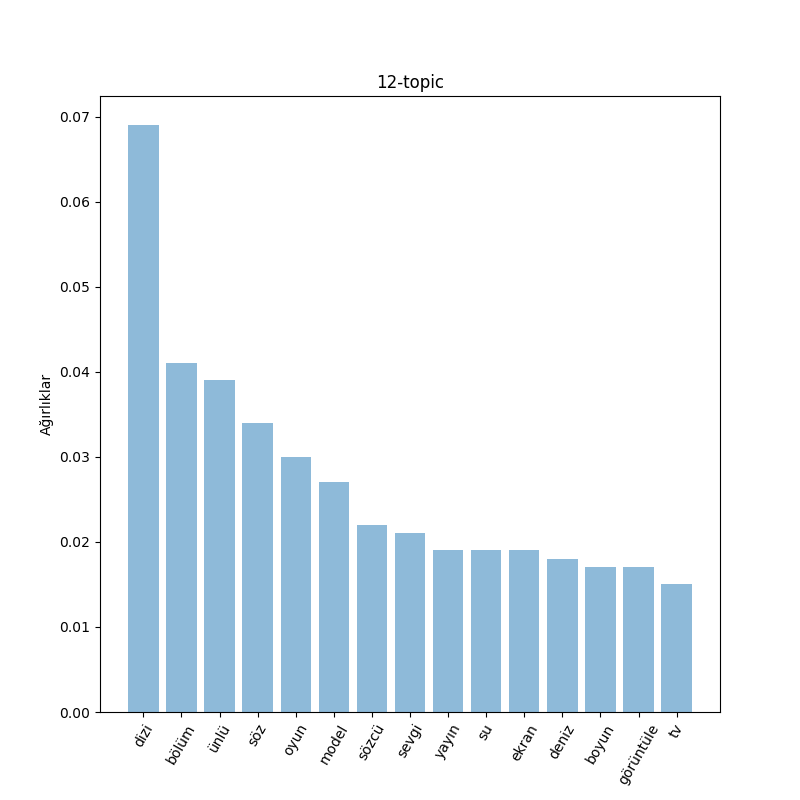 12-topic
Ağırlıklar
0.07
0.06
0.05
0.04
0.03
0.02
0.01
0.00
dizi
bölüm
ünlü
söz
oyun
model
sözcü
sevgi
yayın
su
ekran
deniz
boyun
görüntüle
tv